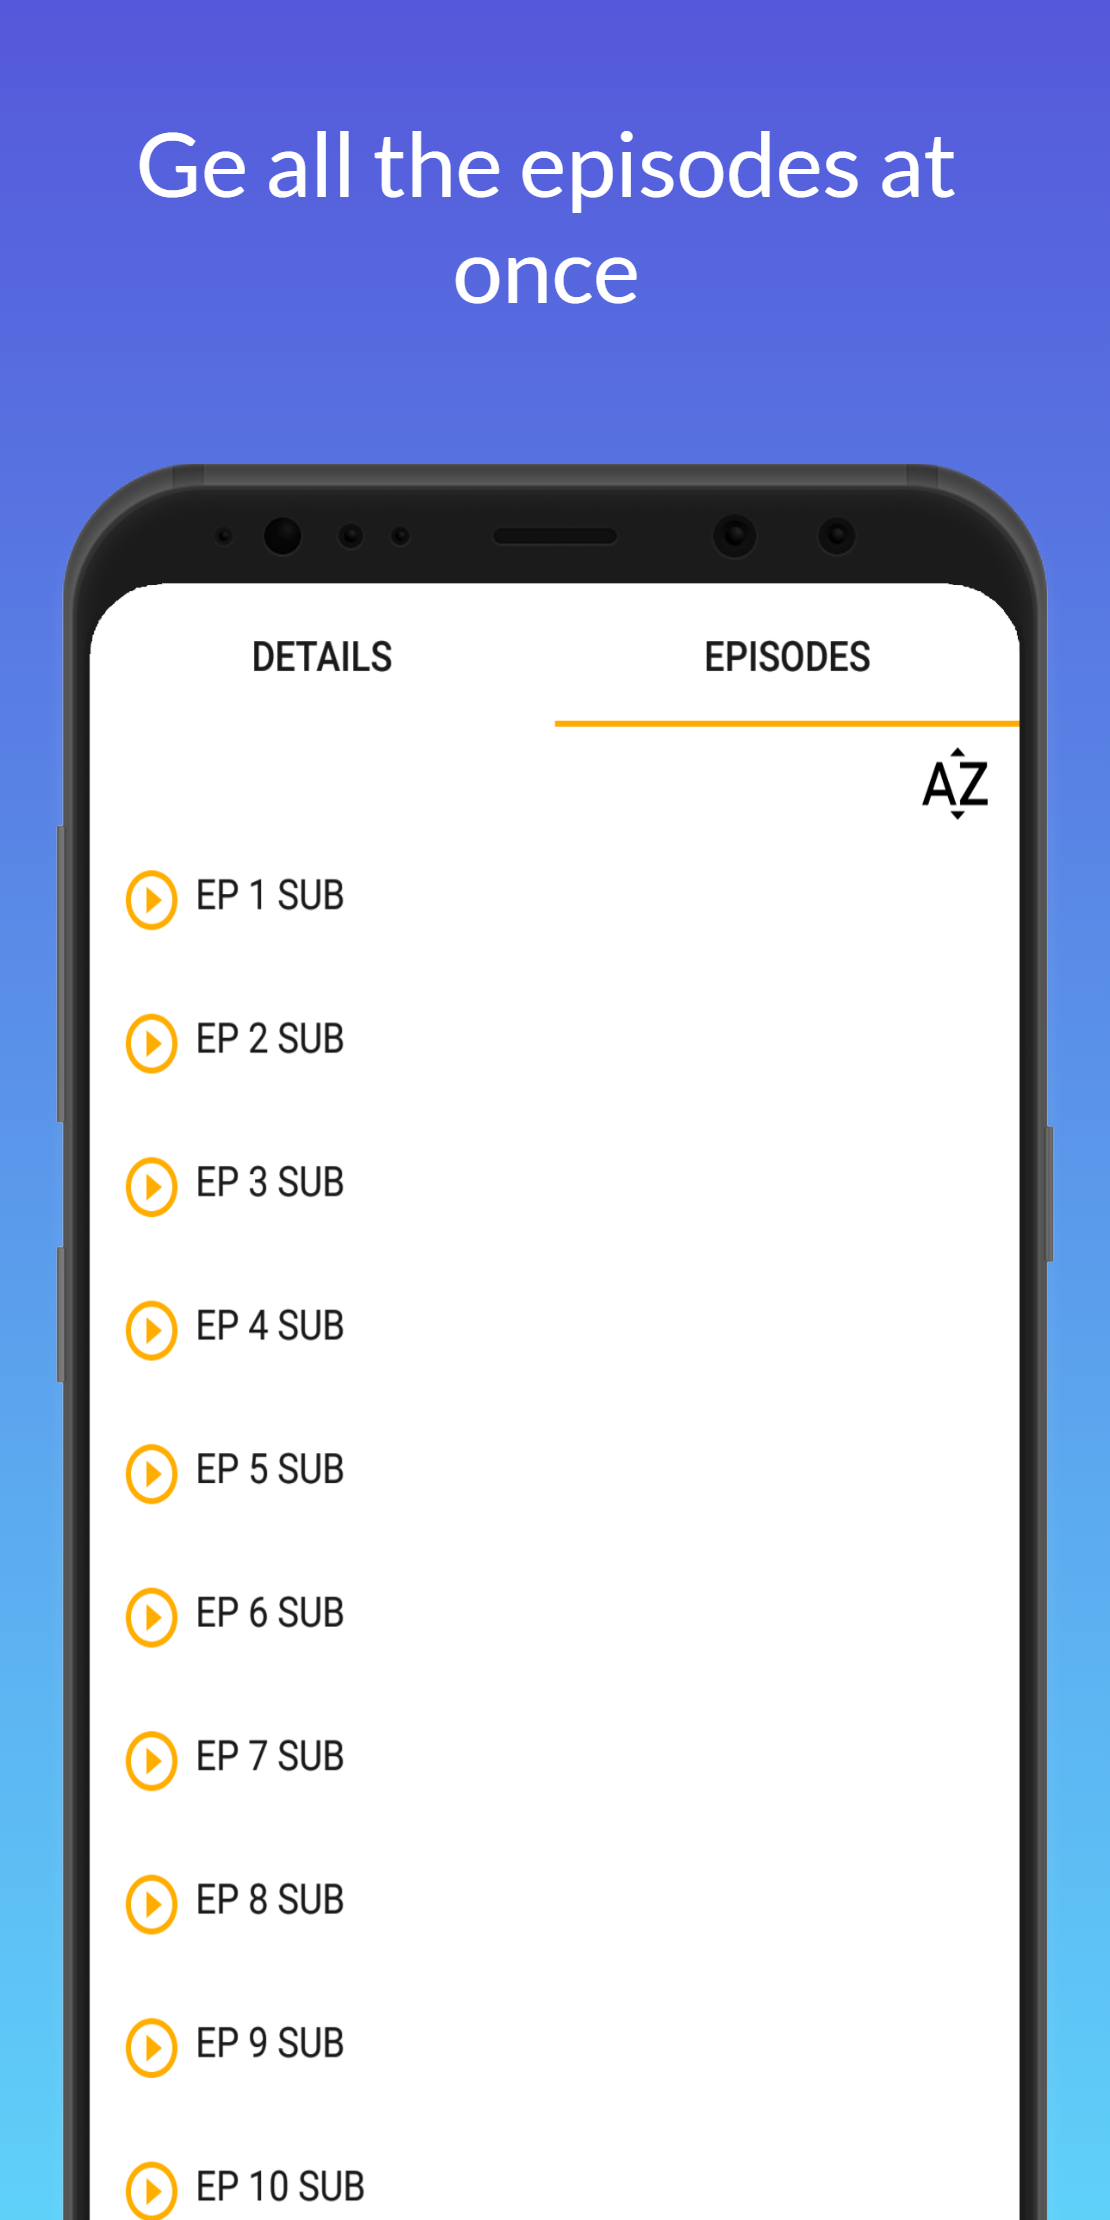 Ge all the episodes at
once
DETAILS EPISODES
AZ
EP 1 SUB
EP 2 SUB
EP 3 SUB
EP 4 SUB
EP 5 SUB
EP 6 SUB
EP 7 SUB
EP 8 SUB
EP 9 SUB
EP 10 SUB